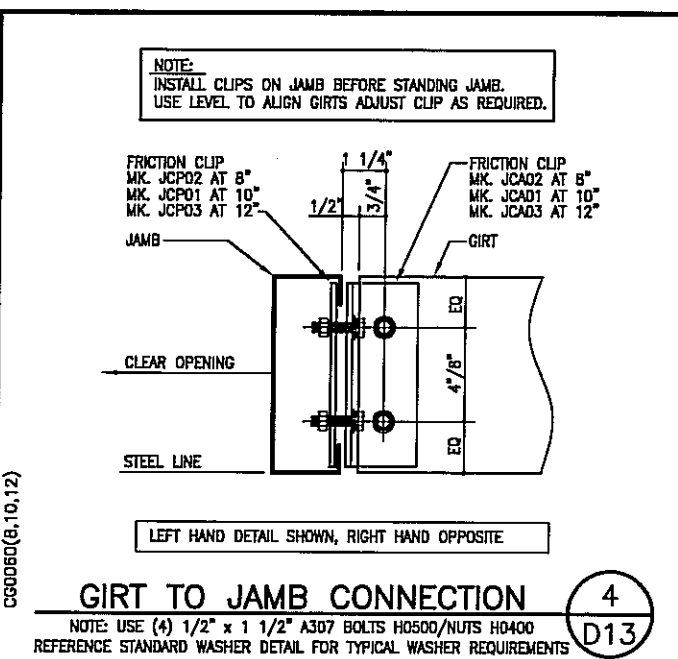 NOTE:
INSTALL CLIPS ON JAMB BEFORE STANDING JAMB.
USE LEVEL TO ALIGN GIRTS ADJUST CLIP AS REQUIRED.
FRICTION CLIP
MK. JCP02 AT 8"
MK. JCP01 AT 10"
MK. JCP03 AT 12"
JAMB
1 1/4"
1/2"
3/4"
FRICTION CLIP
MK. JCA02 AT 8"
MK. JCA01 AT 10"
MK. JCA03 AT 12"
GIRT
EQ
4"/8"
EQ
CLEAR OPENING
STEEL LINE
CG0060(8,10,12)
LEFT HAND DETAIL SHOWN, RIGHT HAND OPPOSITE
GIRT TO JAMB CONNECTION
4
D13
NOTE: USE (4) 1/2" x 1 1/2" A307 BOLTS H0500/NUTS H0400
REFERENCE STANDARD WASHER DETAIL FOR TYPICAL WASHER REQUIREMENTS